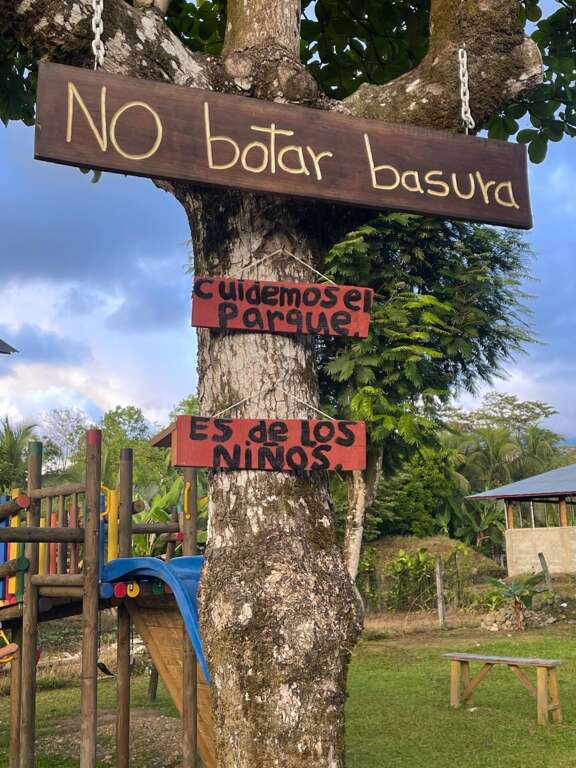 No botar basura
CUIDEMOS el
Parque
ES de LOS
NIÑOS.